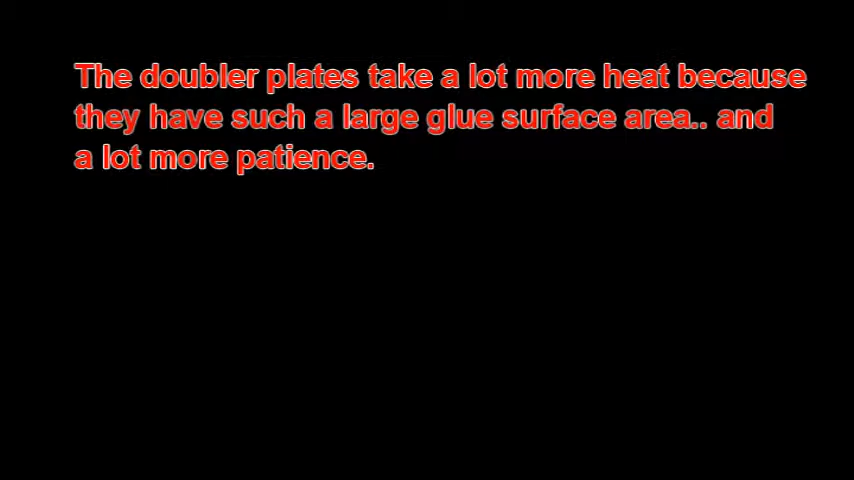 The doubler plates take a lot more heat because
they have such a large glue surface area.. and
a lot more patience.